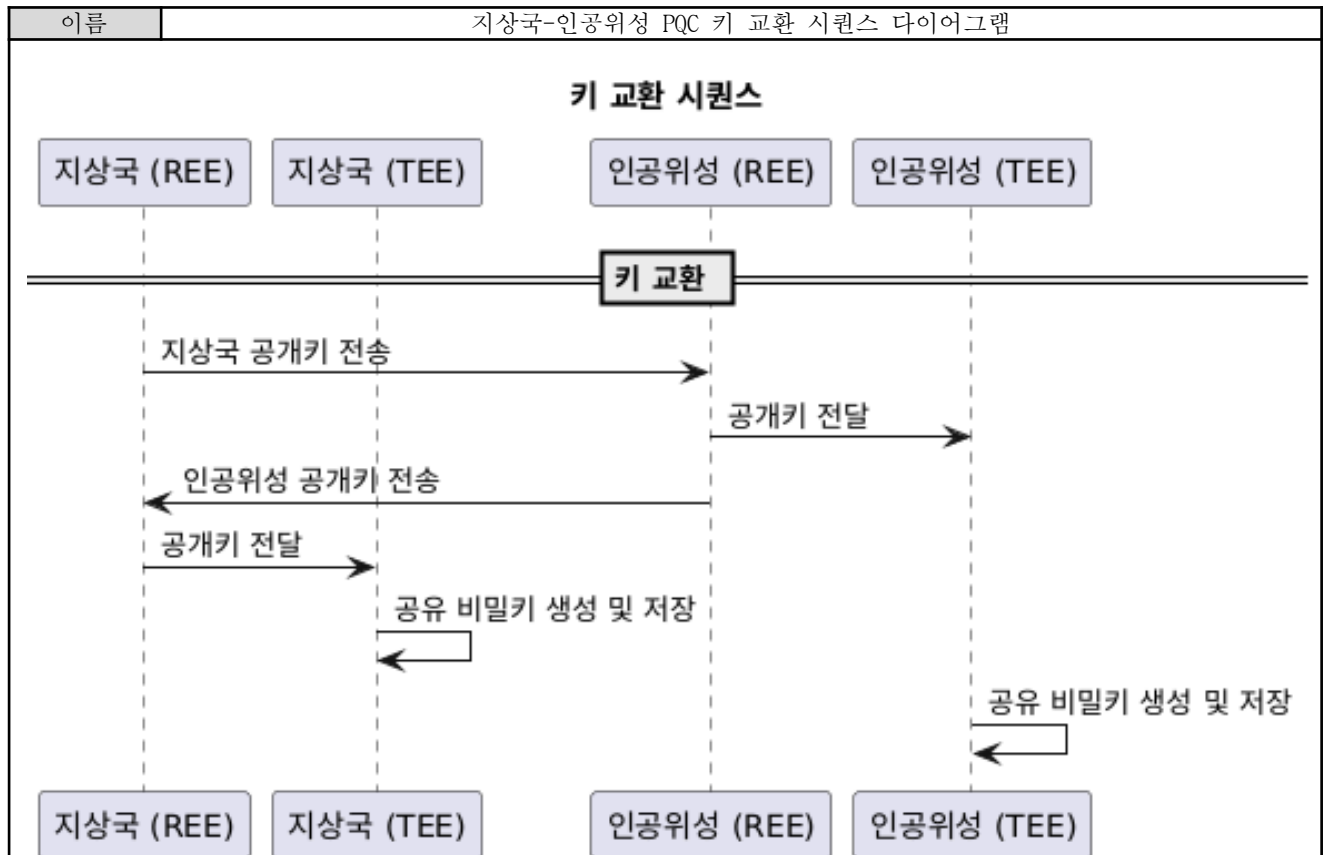 이름 지상국-인공위성 PQC 키 교환 시퀀스 다이어그램
키 교환 시퀀스
지상국 (REE) 지상국 (TEE) 인공위성 (REE) 인공위성 (TEE)
키 교환
지상국 공개키 전송
공개키 전달
인공위성 공개키 전송
공개키 전달
공유 비밀키 생성 및 저장
공유 비밀키 생성 및 저장
지상국 (REE) 지상국 (TEE) 인공위성 (REE) 인공위성 (TEE)